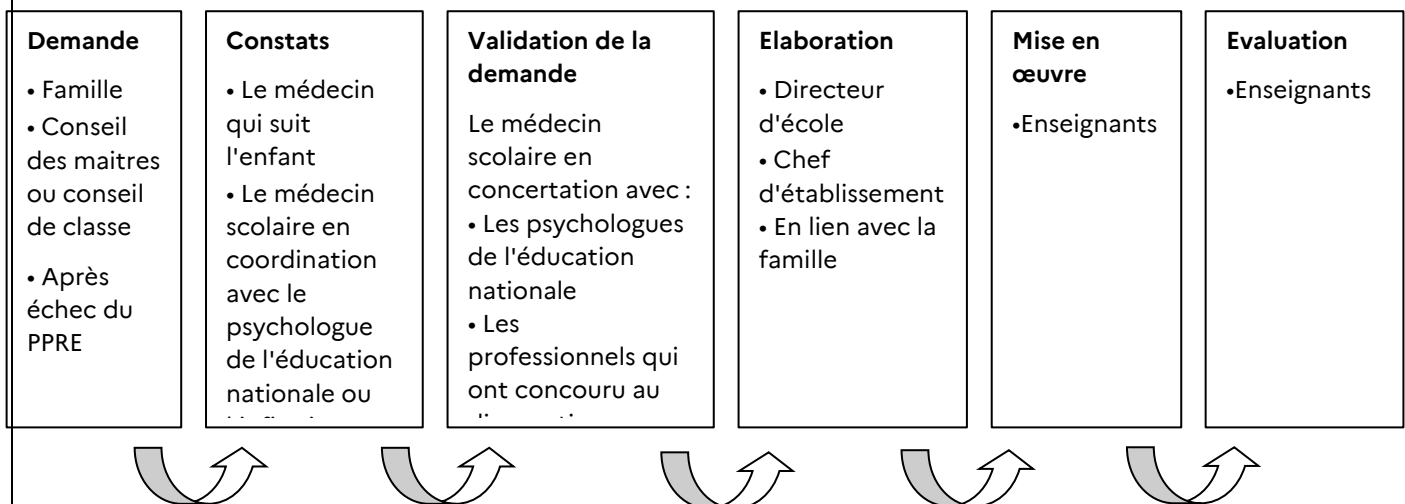 Demande
• Famille
• Conseil
des maitres
ou conseil
de classe
• Après
échec du
PPRE
Constats
• Le médecin
qui suit
l'enfant
• Le médecin
scolaire en
coordination
avec le
psychologue
de l'éducation
nationale ou
Validation de la
demande
Le médecin
scolaire en
concertation avec :
• Les psychologues
de l'éducation
nationale
• Les
professionnels qui
ont concouru au
Elaboration
• Directeur
d'école
• Chef
d'établissement
• En lien avec la
famille
Mise en
œuvre
•Enseignants
Evaluation
•Enseignants